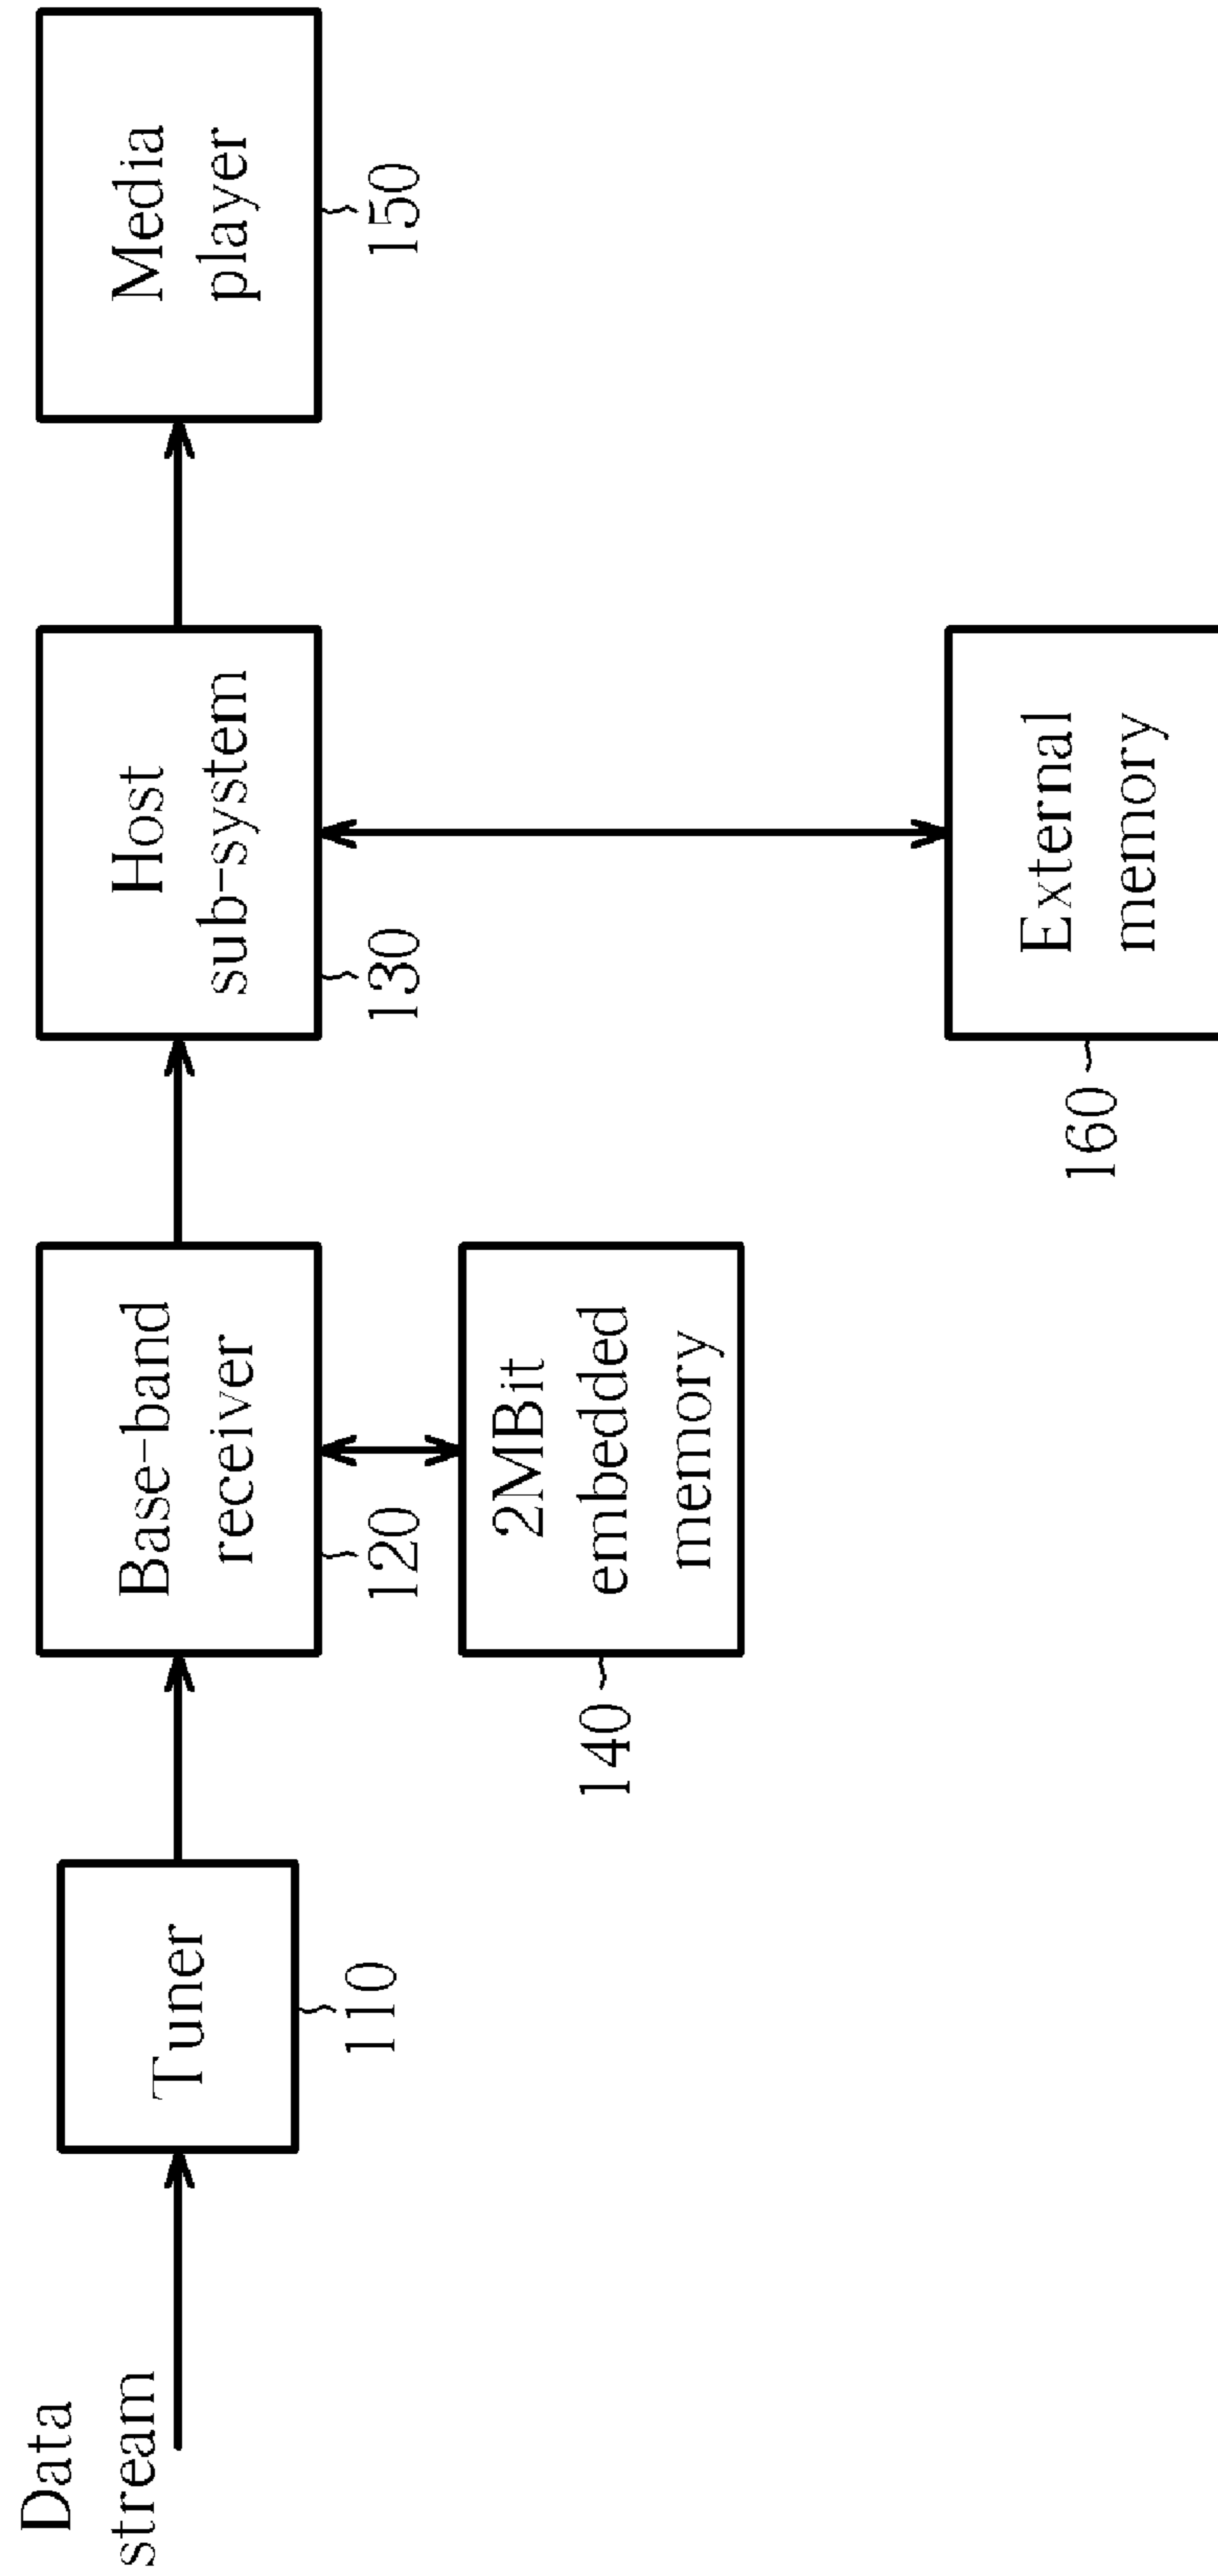 Data
stream
Tuner
110
Base-band
receiver
120
2MBit
embedded
memory
140
Host
sub-system
130
External
memory
160
Media
player
150